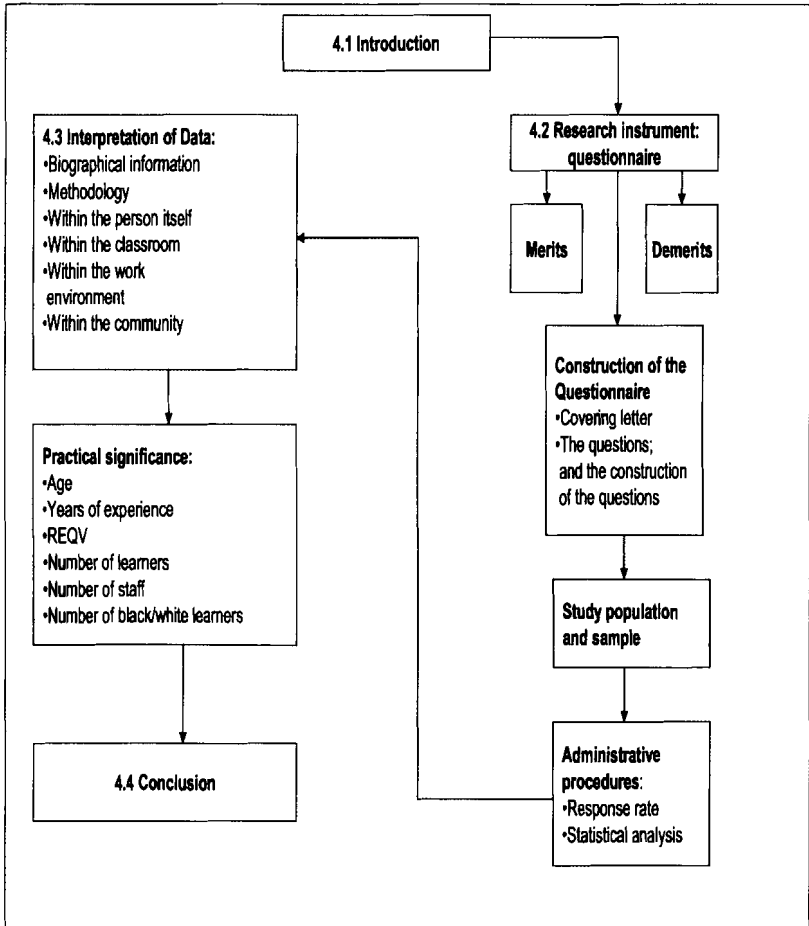 4.1 Introduction
4.2 Research instrument:
questionnaire
Merits
Demerits
Construction of the
Questionnaire
•Covering letter
•The questions;
and the construction
of the questions
Study population
and sample
Administrative
procedures:
•Response rate
•Statistical analysis
4.3 Interpretation of Data:
•Biographical information
•Methodology
•Within the person itself
•Within the classroom
•Within the work
environment
•Within the community
Practical significance:
•Age
•Years of experience
•REQV
•Number of learners
•Number of staff
•Number of black/white learners
4.4 Conclusion